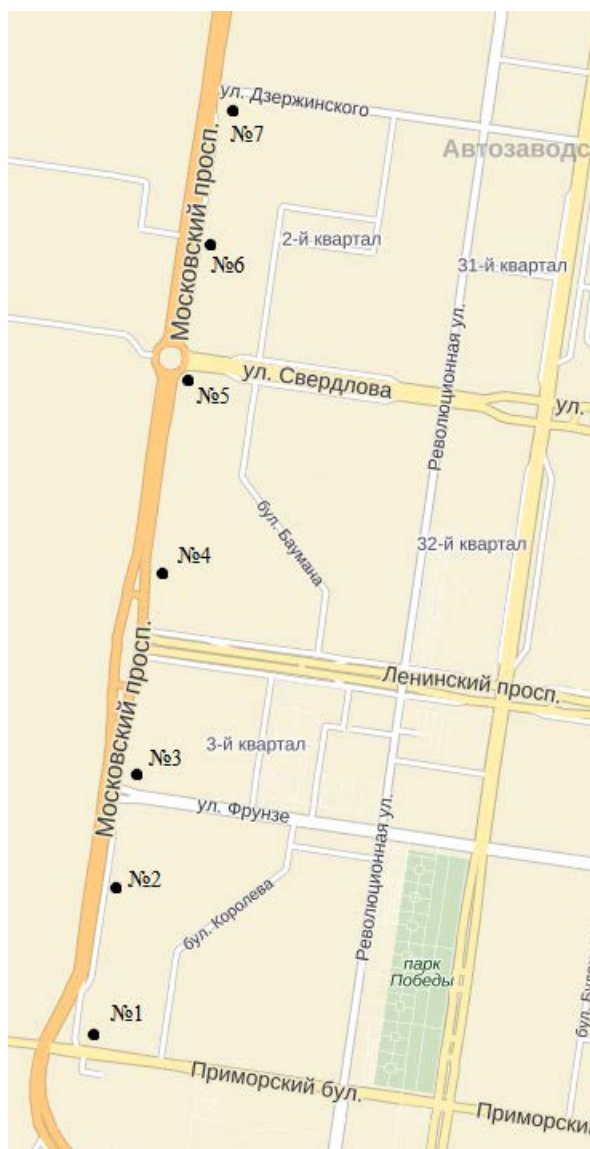 ул. Дзержинского
№7
Автозаводс
Московский просп.
2-й квартал
№6
31-й квартал
Революционная ул.
ул. Свердлова
№5
ул.
бул. Баумана
32-й квартал
№4
Ленинский просп.
Московский просп.
3-й квартал
№3
ул. Фрунзе
Революционная ул.
№2
бул. Королева
парк
Победы
№1
Приморский бул.
Приморский